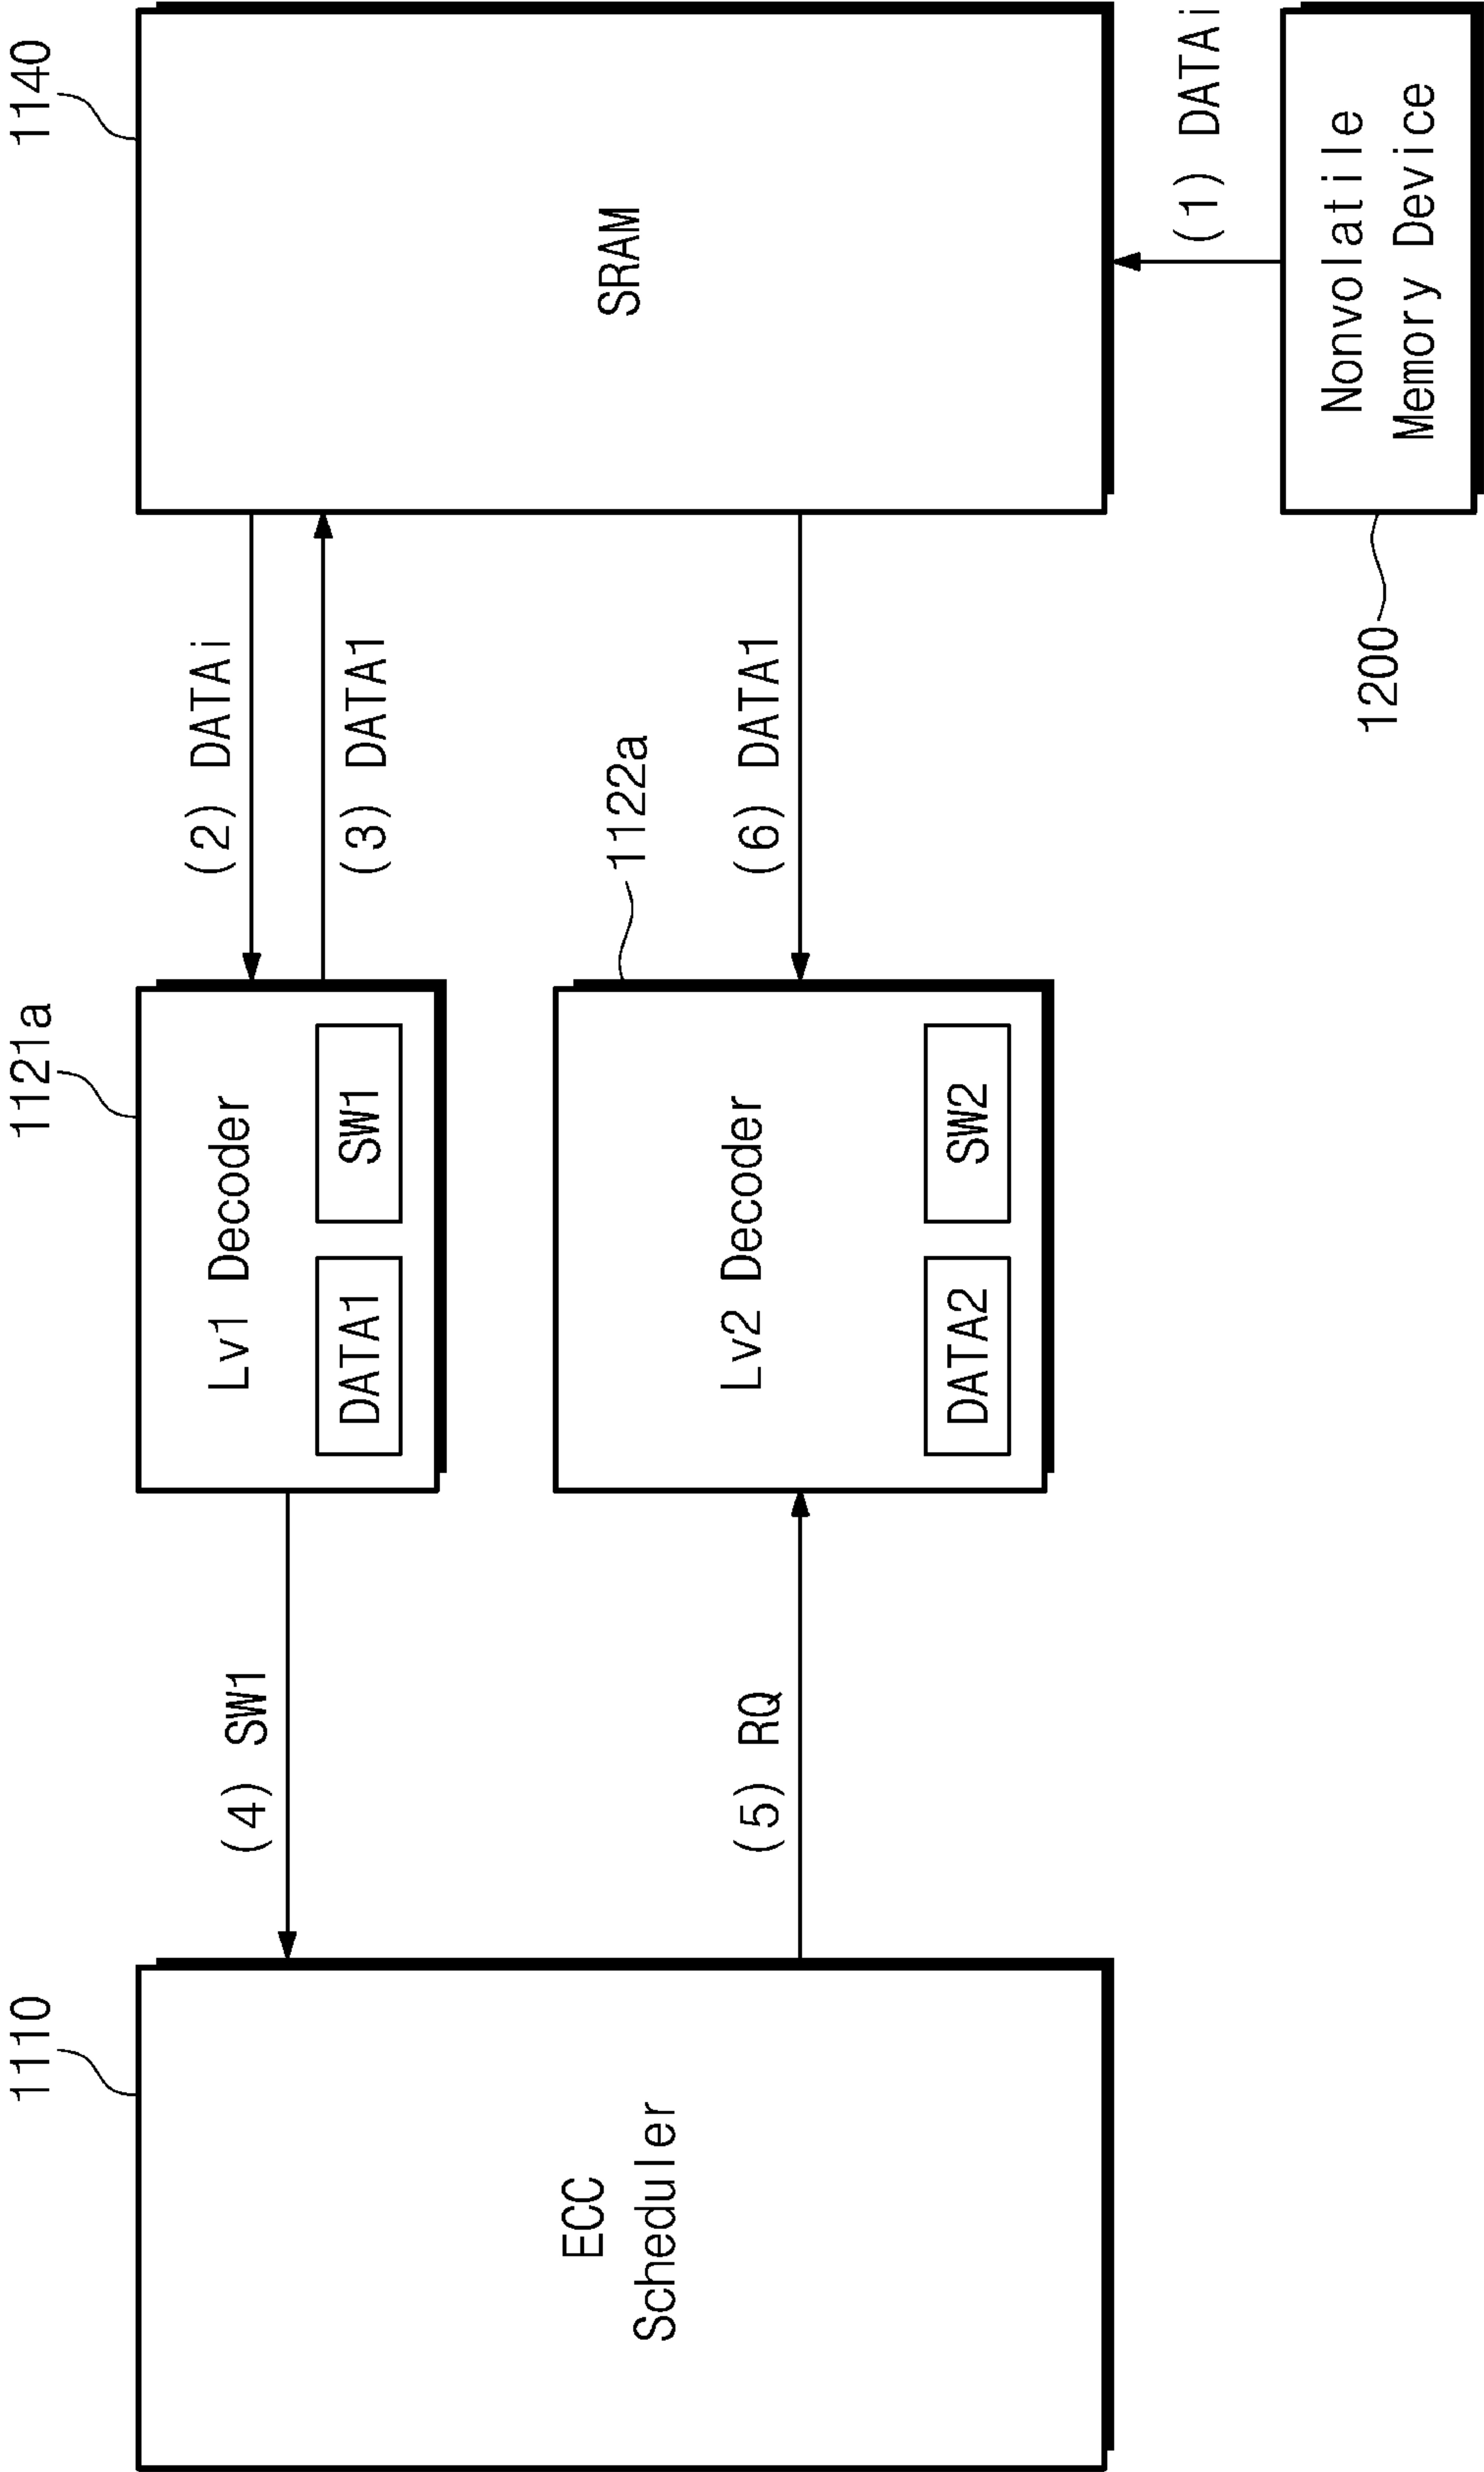 1110
1121a
1140
ECC
Scheduler
(4) SW1
(5) RQ
Lv1 Decoder
DATA1
SW1
1122a
Lv2 Decoder
DATA2
SW2
(2) DATAi
(3) DATA1
(6) DATA1
SRAM
(1) DATAi
1200
Nonvolatile
Memory Device